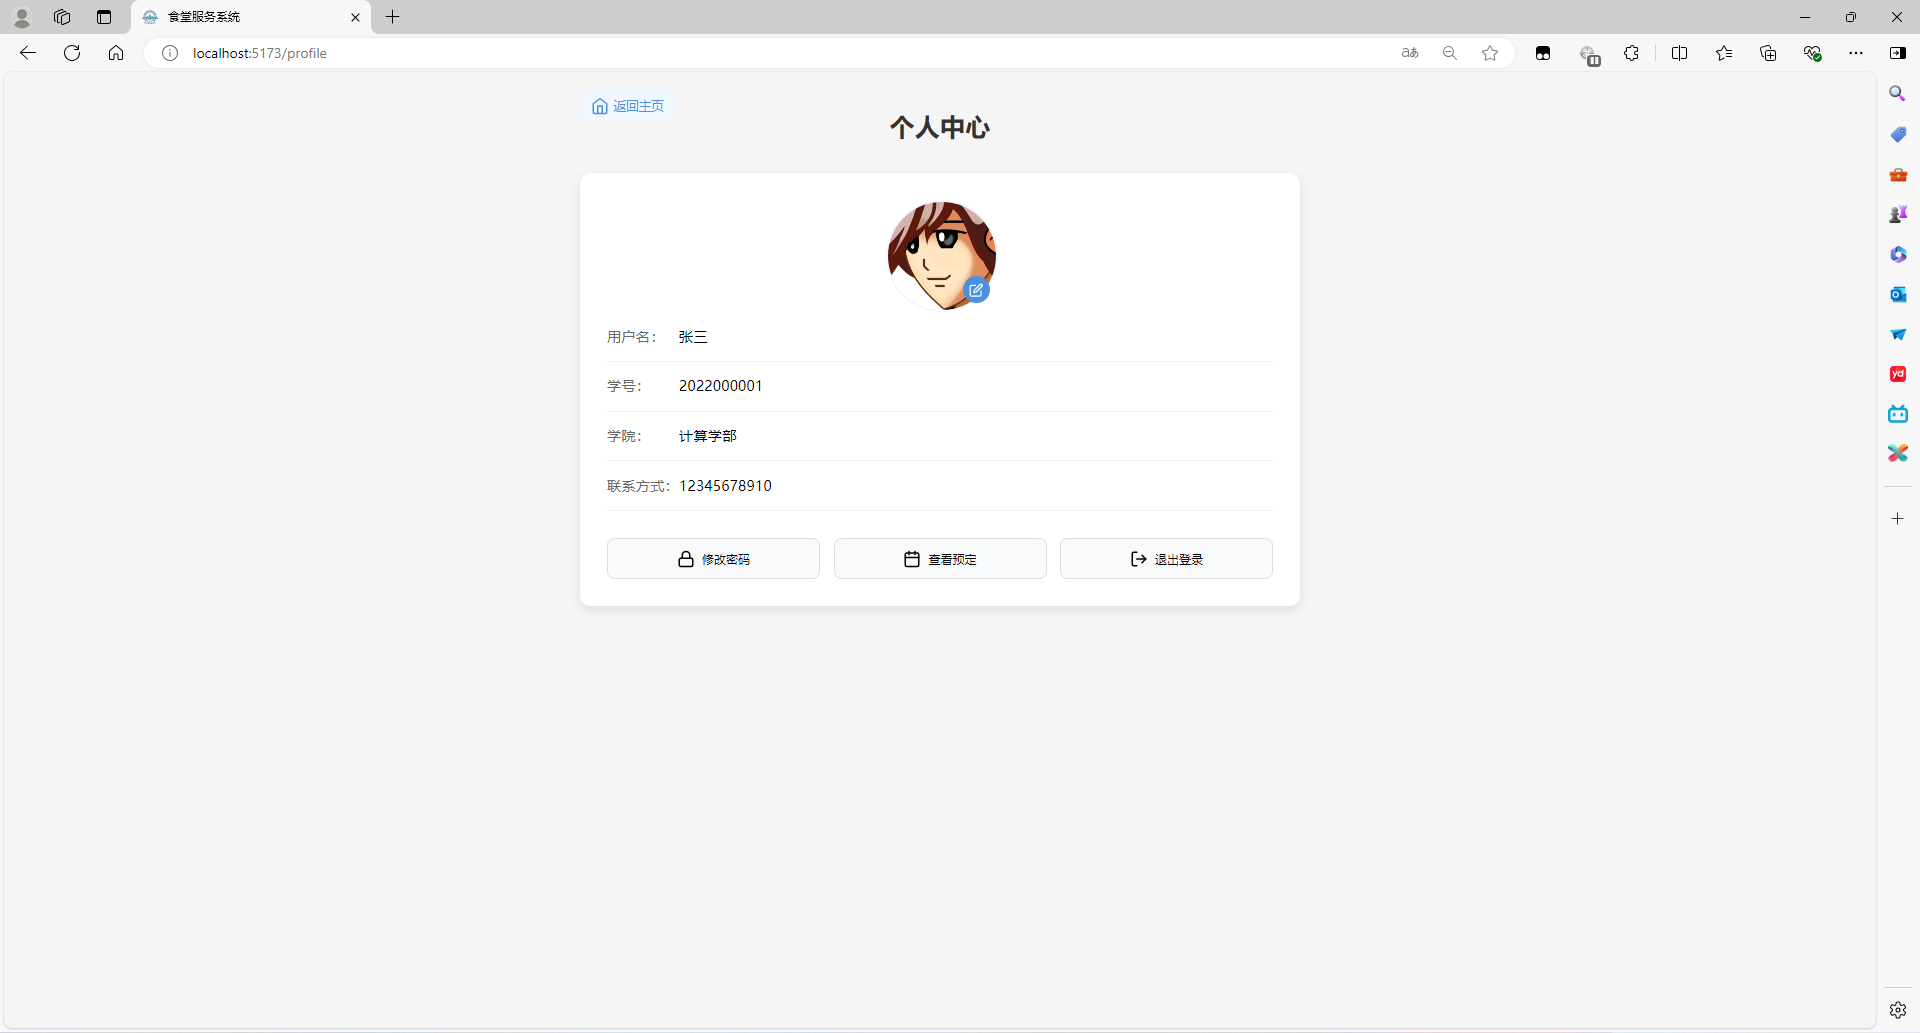 食堂服务系统
localhost:5173/profile
返回主页
个人中心
用户名： 张三
学号： 2022000001
学院： 计算学部
联系方式： 12345678910
修改密码
查看预定
退出登录